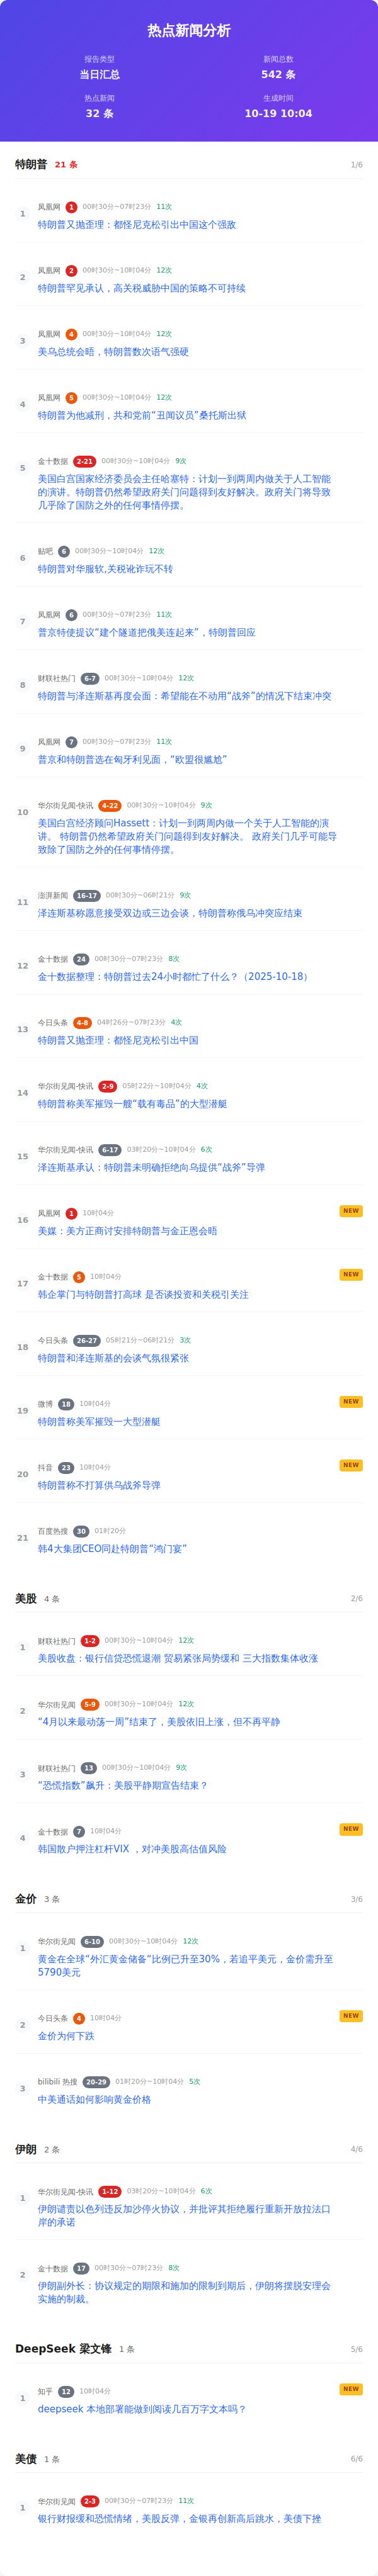 热点新闻分析
报告类型
新闻总数
当日汇总
542 条
热点新闻
生成时间
32 条
10-19 10:04
特朗普 21 条 1/6
1 凤凰网 1 00时30分~07时23分 11次
特朗普又抛歪理：都怪尼克松引出中国这个强敌
2 凤凰网 2 00时30分~10时04分 12次
特朗普罕见承认，高关税威胁中国的策略不可持续
3 凤凰网 4 00时30分~10时04分 12次
美乌总统会晤，特朗普数次语气强硬
4 凤凰网 5 00时30分~10时04分 12次
特朗普为他减刑，共和党前“丑闻议员”桑托斯出狱
5 金十数据 2-21 00时30分~10时04分 9次
美国白宫国家经济委员会主任哈塞特：计划一到两周内做关于人工智能
的演讲。特朗普仍然希望政府关门问题得到友好解决。政府关门将导致
几乎除了国防之外的任何事情停摆。
6 贴吧 6 00时30分~10时04分 12次
特朗普对华服软,关税讹诈玩不转
7 凤凰网 6 00时30分~07时23分 11次
普京特使提议“建个隧道把俄美连起来”，特朗普回应
8 财联社热门 6-7 00时30分~10时04分 12次
特朗普与泽连斯基再度会面：希望能在不动用“战斧”的情况下结束冲突
9 凤凰网 7 00时30分~07时23分 11次
普京和特朗普选在匈牙利见面，“欧盟很尴尬”
10 华尔街见闻-快讯 4-22 00时30分~10时04分 9次
美国白宫经济顾问Hassett：计划一到两周内做一个关于人工智能的演
讲。 特朗普仍然希望政府关门问题得到友好解决。 政府关门几乎可能导
致除了国防之外的任何事情停摆。
11 澎湃新闻 16-17 00时30分~06时21分 9次
泽连斯基称愿意接受双边或三边会谈，特朗普称俄乌冲突应结束
12 金十数据 24 00时30分~07时23分 8次
金十数据整理：特朗普过去24小时都忙了什么？（2025-10-18）
13 今日头条 4-8 04时26分~07时23分 4次
特朗普又抛歪理：都怪尼克松引出中国
14 华尔街见闻-快讯 2-9 05时22分~10时04分 4次
特朗普称美军摧毁一艘“载有毒品”的大型潜艇
15 华尔街见闻-快讯 6-17 03时20分~10时04分 6次
泽连斯基承认：特朗普未明确拒绝向乌提供“战斧”导弹
16 凤凰网 1 10时04分 NEW
美媒：美方正商讨安排特朗普与金正恩会晤
17 金十数据 5 10时04分 NEW
韩企掌门与特朗普打高球 是否谈投资和关税引关注
18 今日头条 26-27 05时21分~06时21分 3次
特朗普和泽连斯基的会谈气氛很紧张
19 微博 18 10时04分 NEW
特朗普称美军摧毁一大型潜艇
20 抖音 23 10时04分 NEW
特朗普称不打算供乌战斧导弹
21 百度热搜 30 01时20分
韩4大集团CEO同赴特朗普“鸿门宴”
美股 4 条 2/6
1 财联社热门 1-2 00时30分~10时04分 12次
美股收盘：银行信贷恐慌退潮 贸易紧张局势缓和 三大指数集体收涨
2 华尔街见闻 5-9 00时30分~10时04分 12次
“4月以来最动荡一周”结束了，美股依旧上涨，但不再平静
3 财联社热门 13 00时30分~10时04分 9次
“恐慌指数”飙升：美股平静期宣告结束？
4 金十数据 7 10时04分 NEW
韩国散户押注杠杆VIX ，对冲美股高估值风险
金价 3 条 3/6
1 华尔街见闻 6-10 00时30分~10时04分 12次
黄金在全球“外汇黄金储备“比例已升至30%，若追平美元，金价需升至
5790美元
2 今日头条 4 10时04分 NEW
金价为何下跌
3 bilibili 热搜 20-29 01时20分~10时04分 5次
中美通话如何影响黄金价格
伊朗 2 条 4/6
1 华尔街见闻-快讯 1-12 03时20分~10时04分 6次
伊朗谴责以色列违反加沙停火协议，并批评其拒绝履行重新开放拉法口
岸的承诺
2 金十数据 17 00时30分~07时23分 8次
伊朗副外长：协议规定的期限和施加的限制到期后，伊朗将摆脱安理会
实施的制裁。
DeepSeek 梁文锋 1 条 5/6
1 知乎 12 10时04分 NEW
deepseek 本地部署能做到阅读几百万字文本吗？
美债 1 条 6/6
1 华尔街见闻 2-3 00时30分~07时23分 11次
银行财报缓和恐慌情绪，美股反弹，金银再创新高后跳水，美债下挫